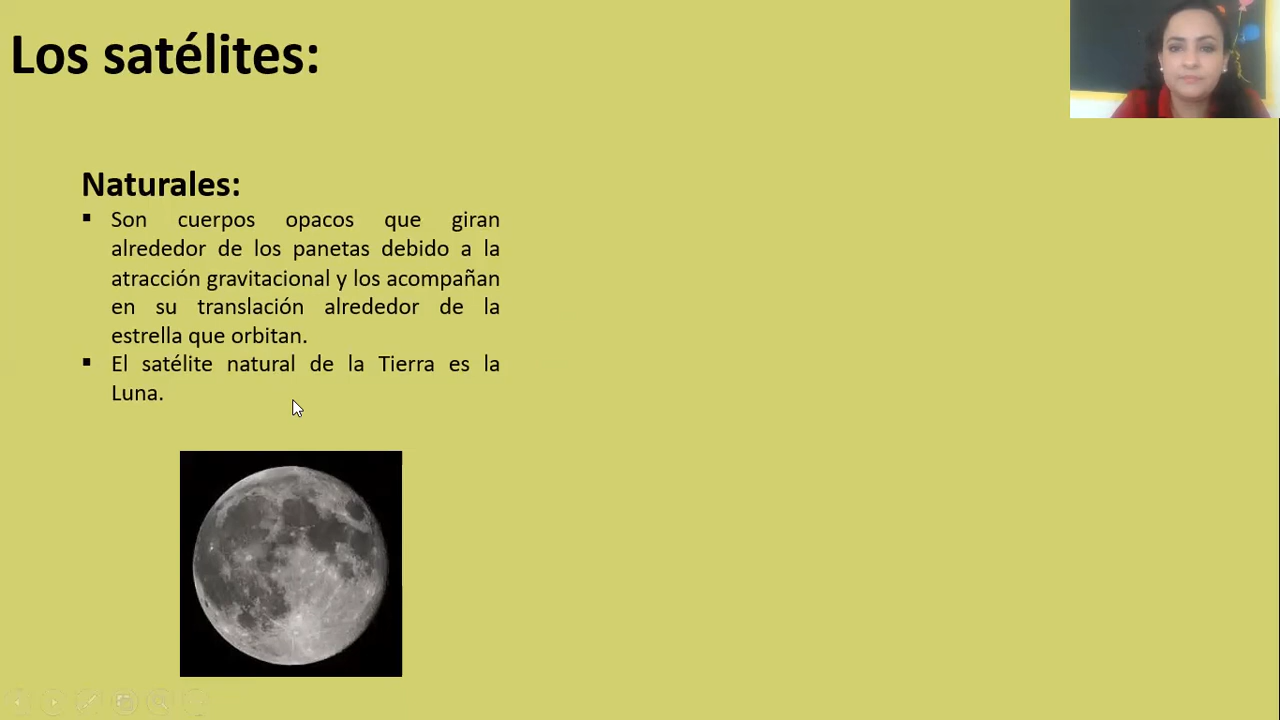 Los satélites:
Naturales:
▪ Son cuerpos opacos que giran
alrededor de los panetas debido a la
atracción gravitacional y los acompañan
en su translación alrededor de la
estrella que orbitan.
▪ El satélite natural de la Tierra es la
Luna.